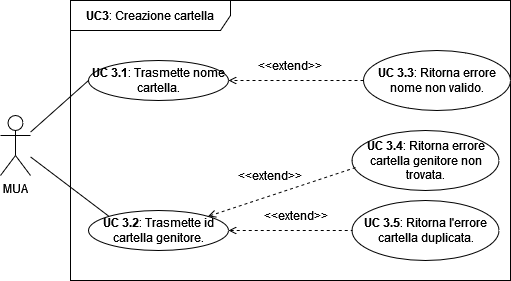 UC3: Creazione cartella
UC 3.1: Trasmette nome
cartella.
<<extend>>
UC 3.3: Ritorna errore
nome non valido.
MUA
UC 3.4: Ritorna errore
cartella genitore non
trovata.
<<extend>>
UC 3.2: Trasmette id
cartella genitore.
<<extend>>
UC 3.5: Ritorna l'errore
cartella duplicata.